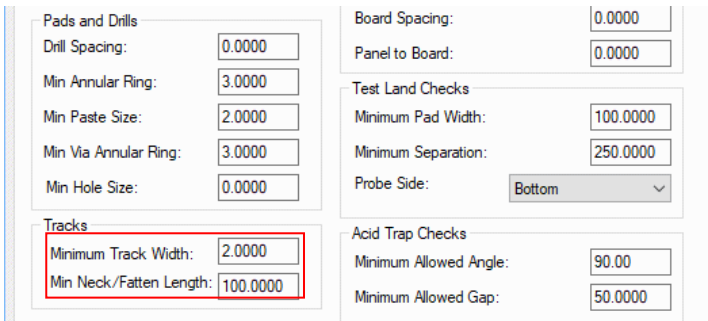 Pads and Drills
Drill Spacing: 0.0000
Min Annular Ring: 3.0000
Min Paste Size: 2.0000
Min Via Annular Ring: 3.0000
Min Hole Size: 0.0000
Tracks
Minimum Track Width: 2.0000
Min Neck/Fatten Length: 100.0000
Board Spacing: 0.0000
Panel to Board: 0.0000
Test Land Checks
Minimum Pad Width: 100.0000
Minimum Separation: 250.0000
Probe Side: Bottom
Acid Trap Checks
Minimum Allowed Angle: 90.00
Minimum Allowed Gap: 50.0000